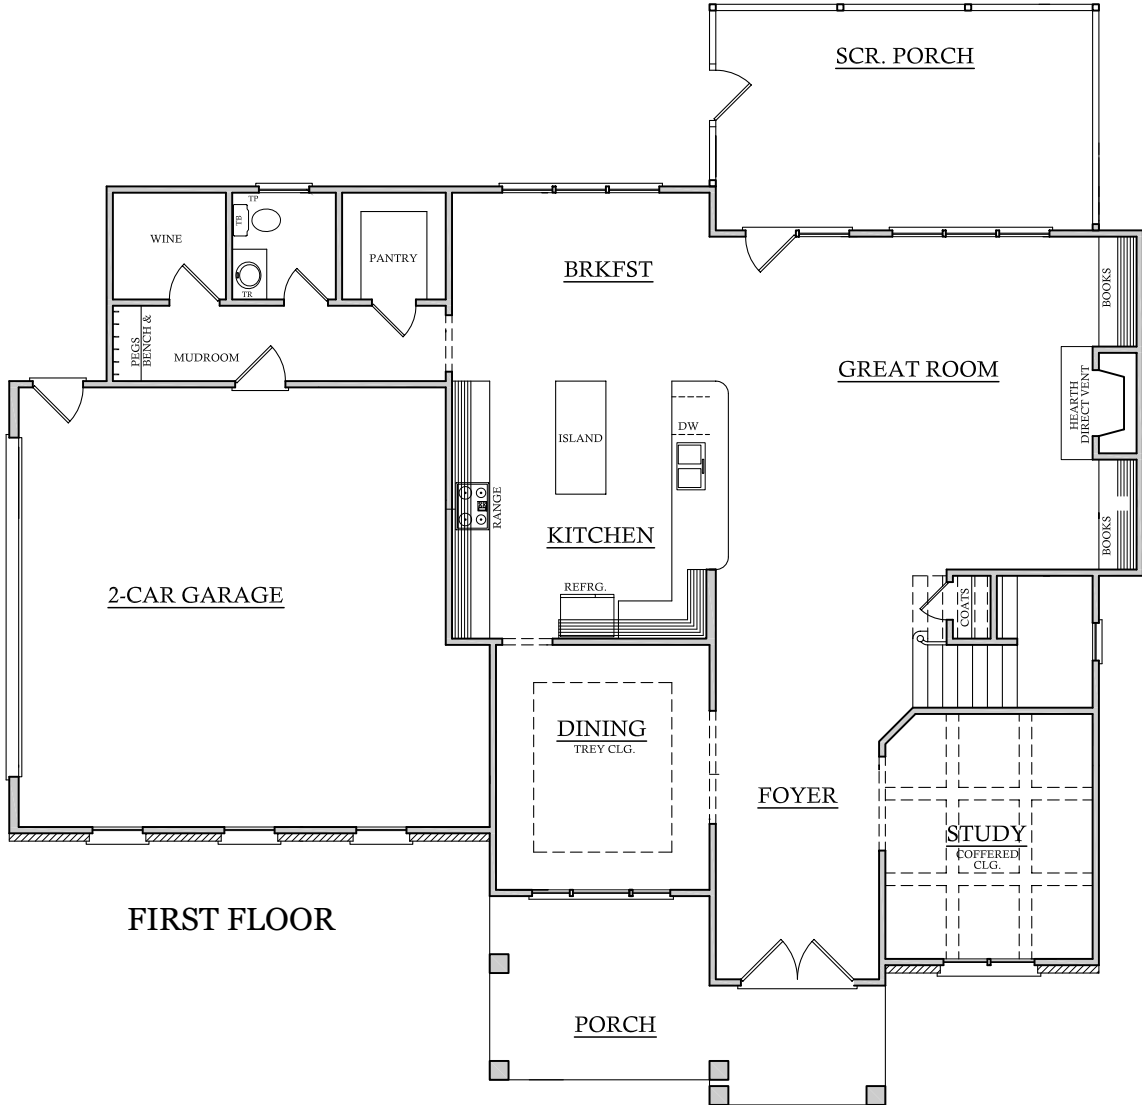 SCR. PORCH
TP
TB
TR
WINE
PANTRY
BRKFST
BOOKS
PEGS
BENCH &
MUDROOM
GREAT ROOM
HEARTH
DIRECT VENT
DW
ISLAND
RANGE
KITCHEN
BOOKS
REFRG.
2-CAR GARAGE
COATS
DINING
TREY CLG.
FOYER
STUDY
COFFERED
CLG.
FIRST FLOOR
PORCH